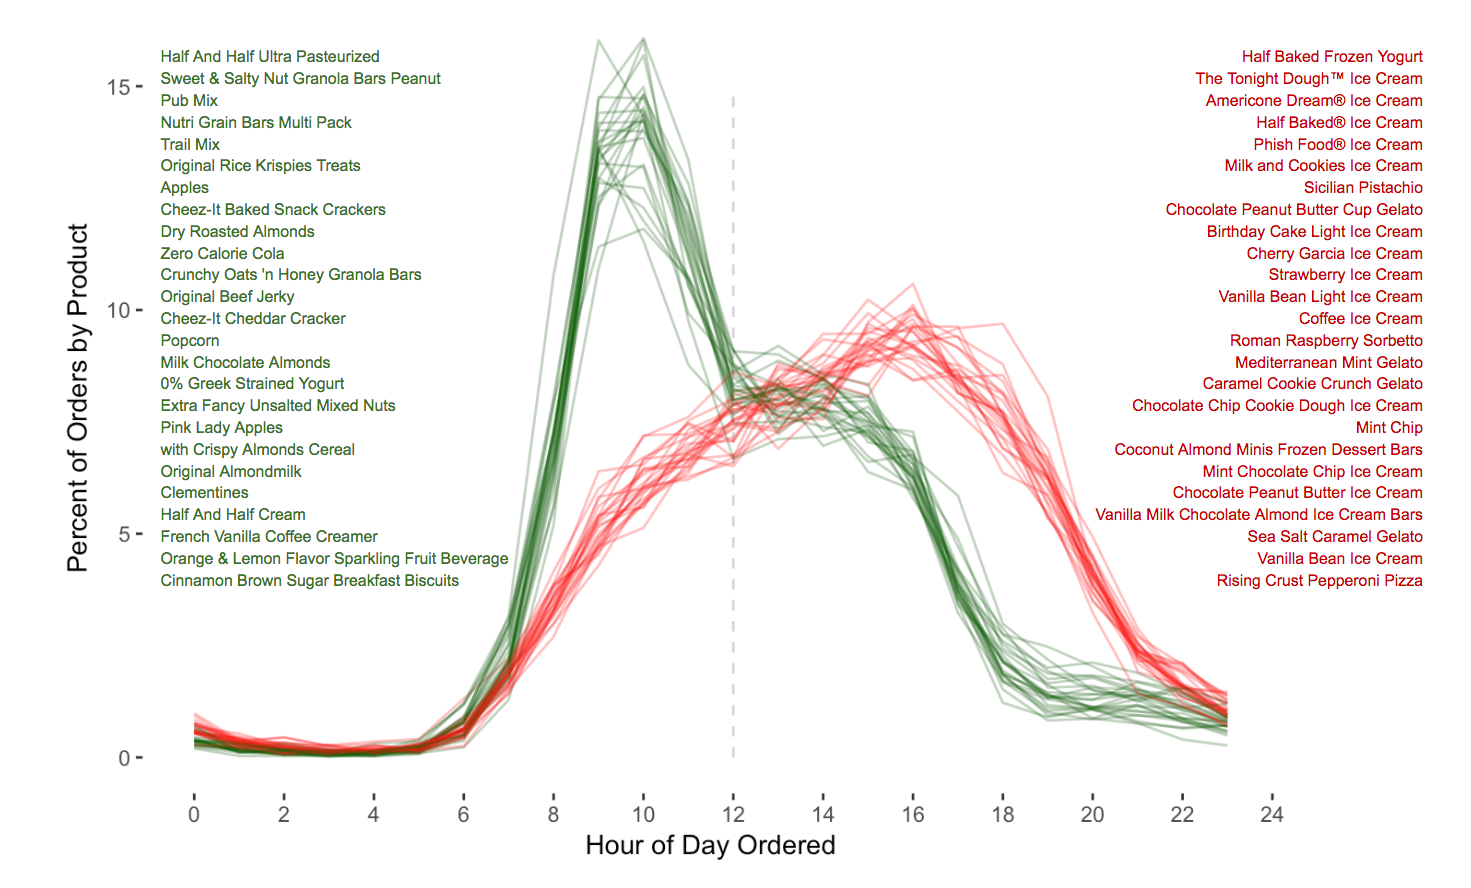 Half And Half Ultra Pasteurized
Sweet & Salty Nut Granola Bars Peanut
Pub Mix
Nutri Grain Bars Multi Pack
Trail Mix
Original Rice Krispies Treats
Apples
Cheez-It Baked Snack Crackers
Dry Roasted Almonds
Zero Calorie Cola
Crunchy Oats 'n Honey Granola Bars
Original Beef Jerky
Cheez-It Cheddar Cracker
Popcorn
Milk Chocolate Almonds
0% Greek Strained Yogurt
Extra Fancy Unsalted Mixed Nuts
Pink Lady Apples
with Crispy Almonds Cereal
Original Almondmilk
Clementines
Half And Half Cream
French Vanilla Coffee Creamer
Orange & Lemon Flavor Sparkling Fruit Beverage
Cinnamon Brown Sugar Breakfast Biscuits
Half Baked Frozen Yogurt
The Tonight Dough™ Ice Cream
Americone Dream® Ice Cream
Half Baked® Ice Cream
Phish Food® Ice Cream
Milk and Cookies Ice Cream
Sicilian Pistachio
Chocolate Peanut Butter Cup Gelato
Birthday Cake Light Ice Cream
Cherry Garcia Ice Cream
Strawberry Ice Cream
Vanilla Bean Light Ice Cream
Coffee Ice Cream
Roman Raspberry Sorbetto
Mediterranean Mint Gelato
Caramel Cookie Crunch Gelato
Chocolate Chip Cookie Dough Ice Cream
Mint Chip
Coconut Almond Minis Frozen Dessert Bars
Mint Chocolate Chip Ice Cream
Chocolate Peanut Butter Ice Cream
Vanilla Milk Chocolate Almond Ice Cream Bars
Sea Salt Caramel Gelato
Vanilla Bean Ice Cream
Rising Crust Pepperoni Pizza
Percent of Orders by Product
15
10
5
0
0 2 4 6 8 10 12 14 16 18 20 22 24
Hour of Day Ordered